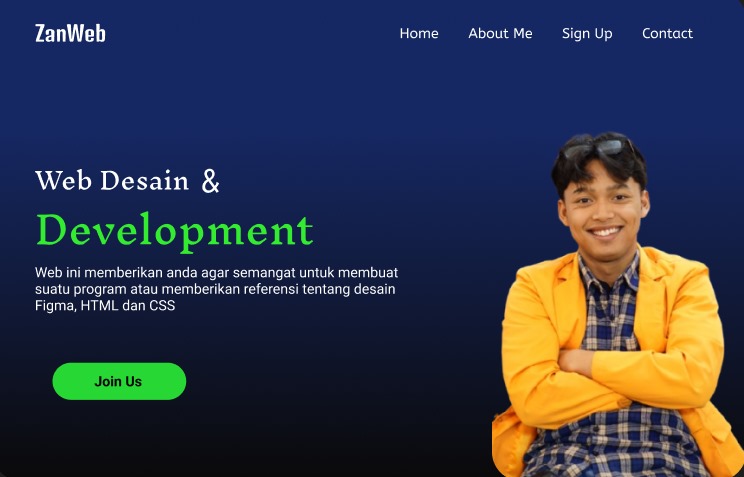 ZanWeb
Home About Me Sign Up Contact
Web Desain &
Development
Web ini memberikan anda agar semangat untuk membuat
suatu program atau memberikan referensi tentang desain
Figma, HTML dan CSS
Join Us